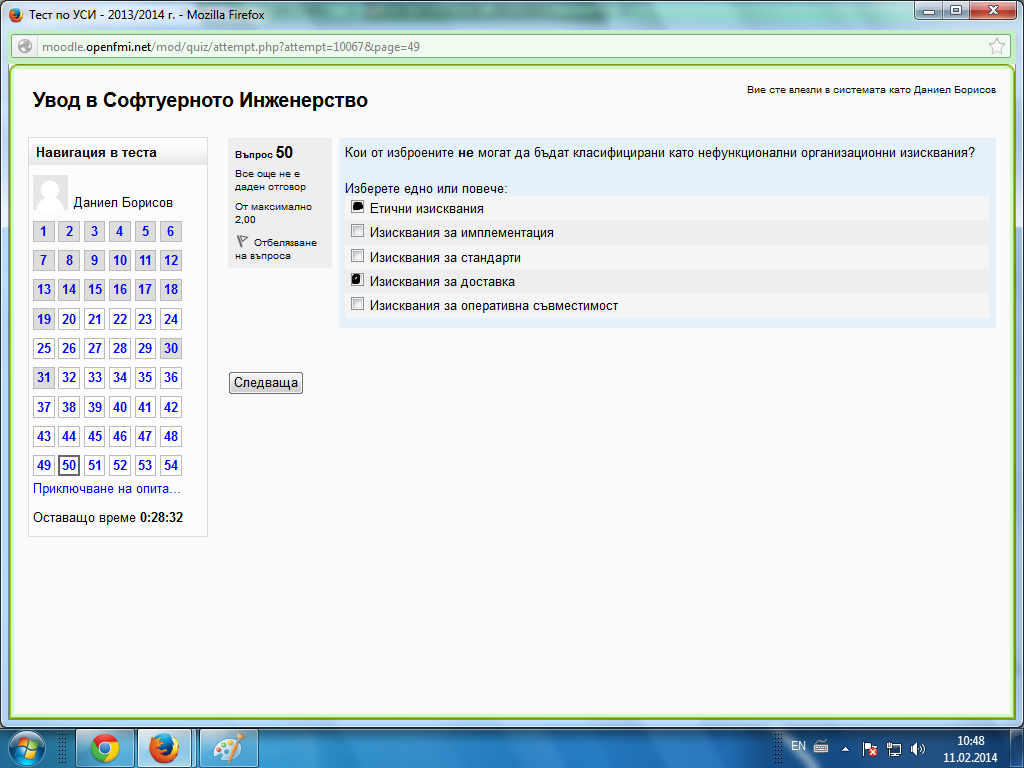 Тест по УСИ - 2013/2014 г. - Mozilla Firefox
moodle.openfmi.net/mod/quiz/attempt.php?attempt=10067&page=49
Увод в Софтуерното Инженерство
Вие сте влезли в системата като Даниел Борисов
Навигация в теста
Даниел Борисов
1 2 3 4 5 6
7 8 9 10 11 12
13 14 15 16 17 18
19 20 21 22 23 24
25 26 27 28 29 30
31 32 33 34 35 36
37 38 39 40 41 42
43 44 45 46 47 48
49 50 51 52 53 54
Приключване на опита...
Оставащо време 0:28:32
Въпрос 50
Все още не е
даден отговор
От максимално
2,00
Отбелязване
на въпроса
Кои от изброените не могат да бъдат класифицирани като нефункционални организационни изисквания?
Изберете едно или повече:
Етични изисквания
Изисквания за имплементация
Изисквания за стандарти
Изисквания за доставка
Изисквания за оперативна съвместимост
Следваща
EN
10:48
11.02.2014